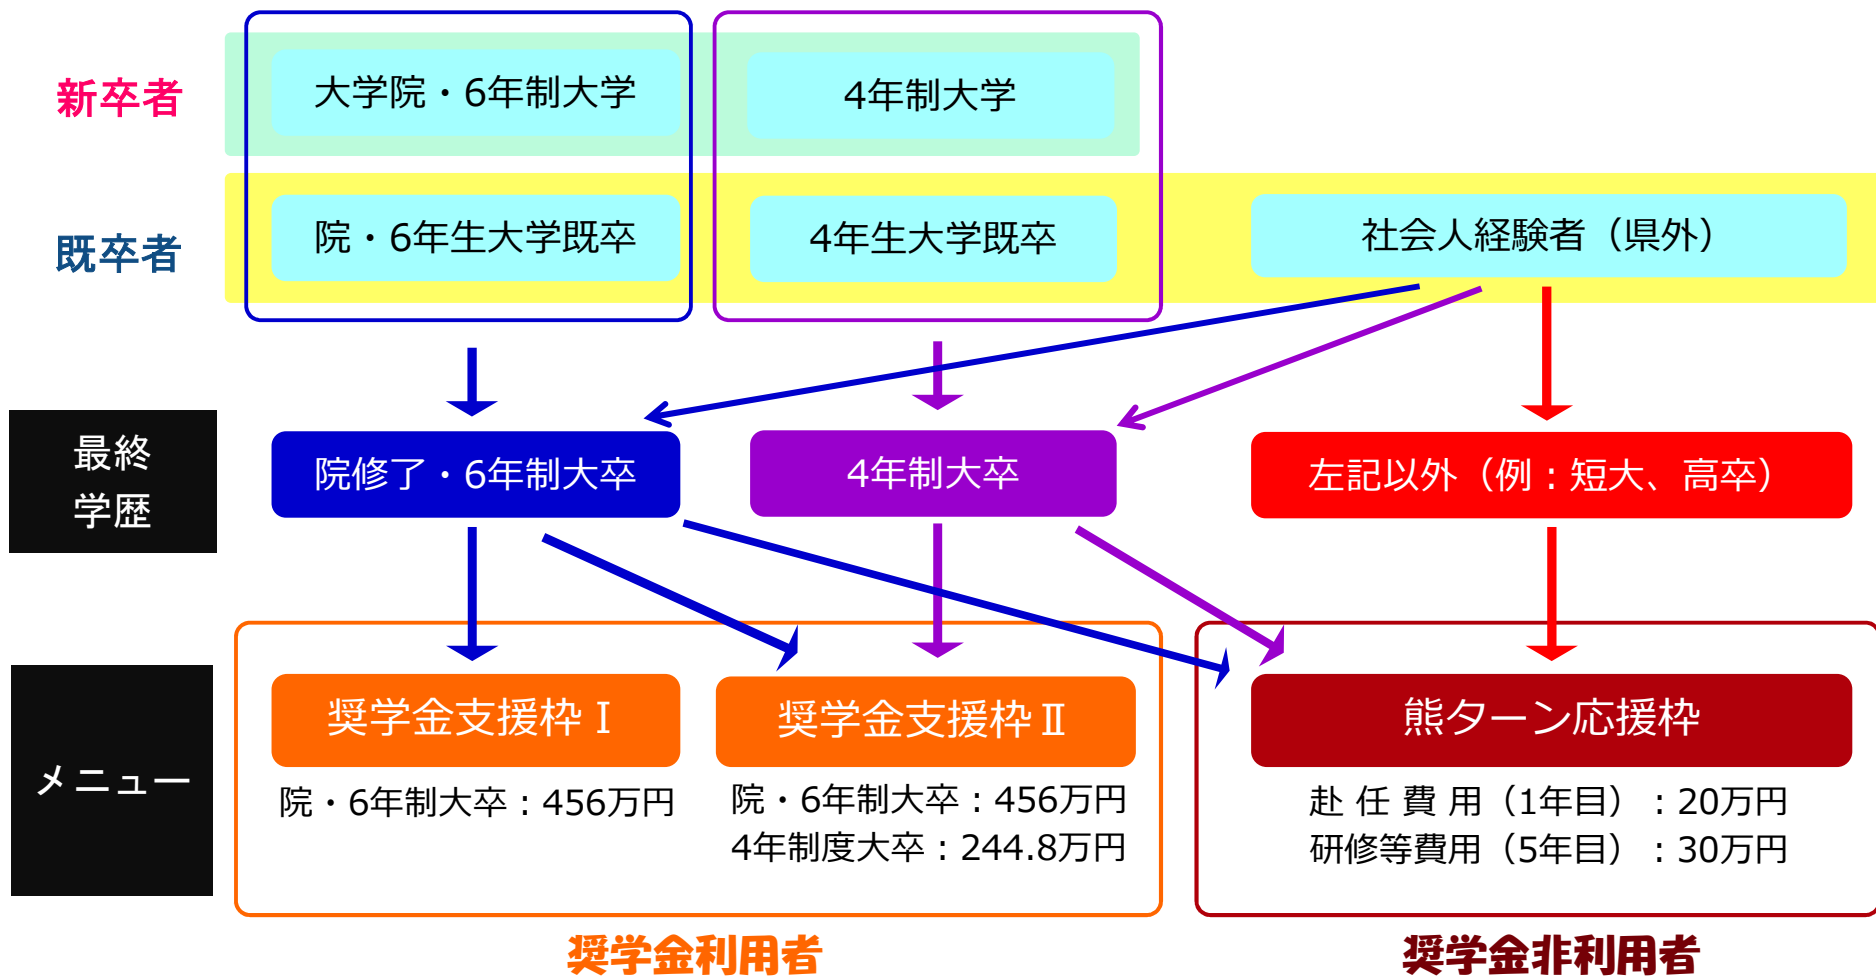 新卒者
大学院・6年制大学
4年制大学
既卒者
院・6年生大学既卒
4年生大学既卒
社会人経験者（県外）
最終
学歴
院修了・6年制大卒
4年制大卒
左記以外（例：短大、高卒）
メニュー
奨学金支援枠Ⅰ
院・6年制大卒：456万円
奨学金支援枠Ⅱ
院・6年制大卒：456万円
4年制度大卒：244.8万円
熊ターン応援枠
赴 任 費 用（1年目）：20万円
研修等費用（5年目）：30万円
奨学金利用者
奨学金非利用者